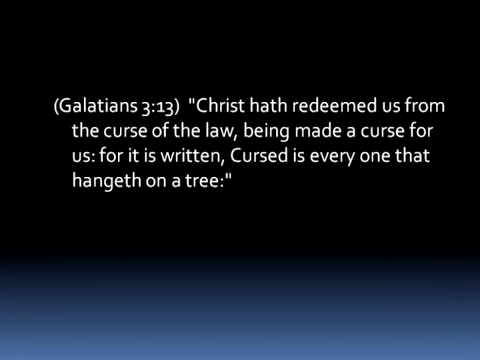 (Galatians 3:13)  "Christ hath redeemed us from
the curse of the law, being made a curse for
us: for it is written, Cursed is every one that
hangeth on a tree:"